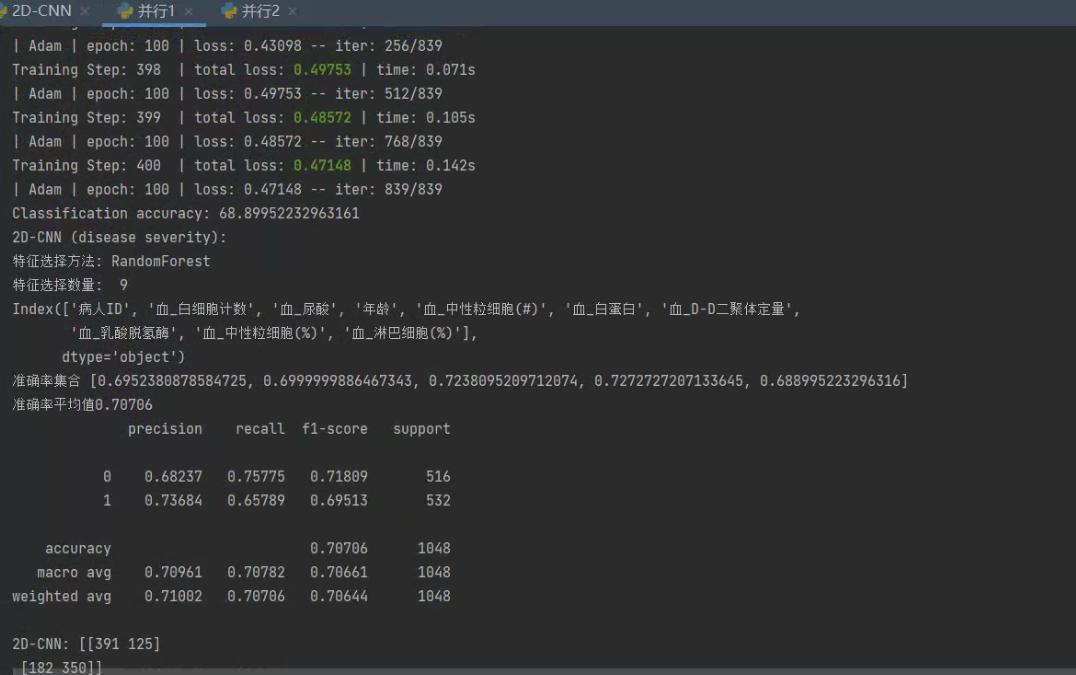 2D-CNN × 并行1 × 并行2 ×
| Adam | epoch: 100 | loss: 0.43098 -- iter: 256/839
Training Step: 398 | total loss: 0.49753 | time: 0.071s
| Adam | epoch: 100 | loss: 0.49753 -- iter: 512/839
Training Step: 399 | total loss: 0.48572 | time: 0.105s
| Adam | epoch: 100 | loss: 0.48572 -- iter: 768/839
Training Step: 400 | total loss: 0.47148 | time: 0.142s
| Adam | epoch: 100 | loss: 0.47148 -- iter: 839/839
Classification accuracy: 68.89952232963161
2D-CNN (disease severity):
特征选择方法: RandomForest
特征选择数量: 9
Index(['病人ID', '血_白细胞计数', '血_尿酸', '年龄', '血_中性粒细胞(#)', '血_白蛋白', '血_D-D二聚体定量',
'血_乳酸脱氢酶', '血_中性粒细胞(%)', '血_淋巴细胞(%)'],
dtype='object')
准确率集合 [0.6952380878584725, 0.6999999886467343, 0.7238095209712074, 0.7272727207133645, 0.688995223296316]
准确率平均值0.70706
precision recall f1-score support
0 0.68237 0.75775 0.71809 516
1 0.73684 0.65789 0.69513 532
accuracy 0.70706 1048
macro avg 0.70961 0.70782 0.70661 1048
weighted avg 0.71002 0.70706 0.70644 1048
2D-CNN: [[391 125]
[182 350]]